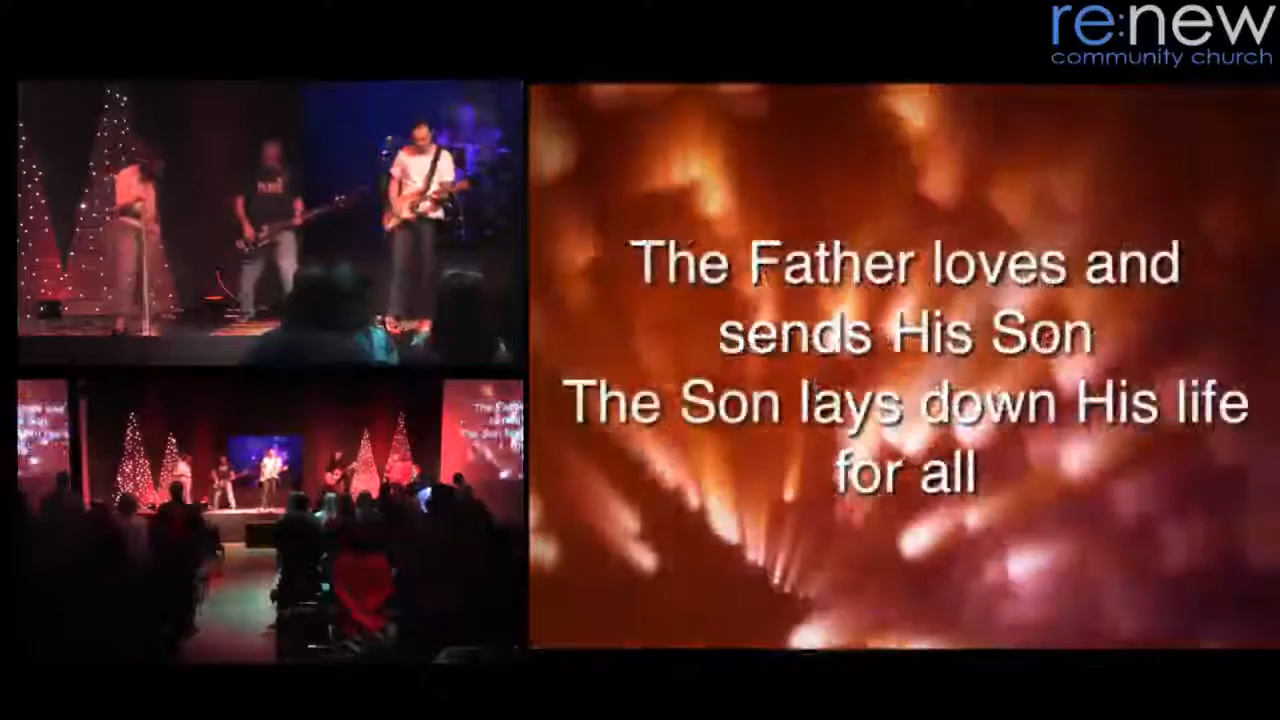 re:new
community church
The Father loves and
sends His Son
The Son lays down His life
for all